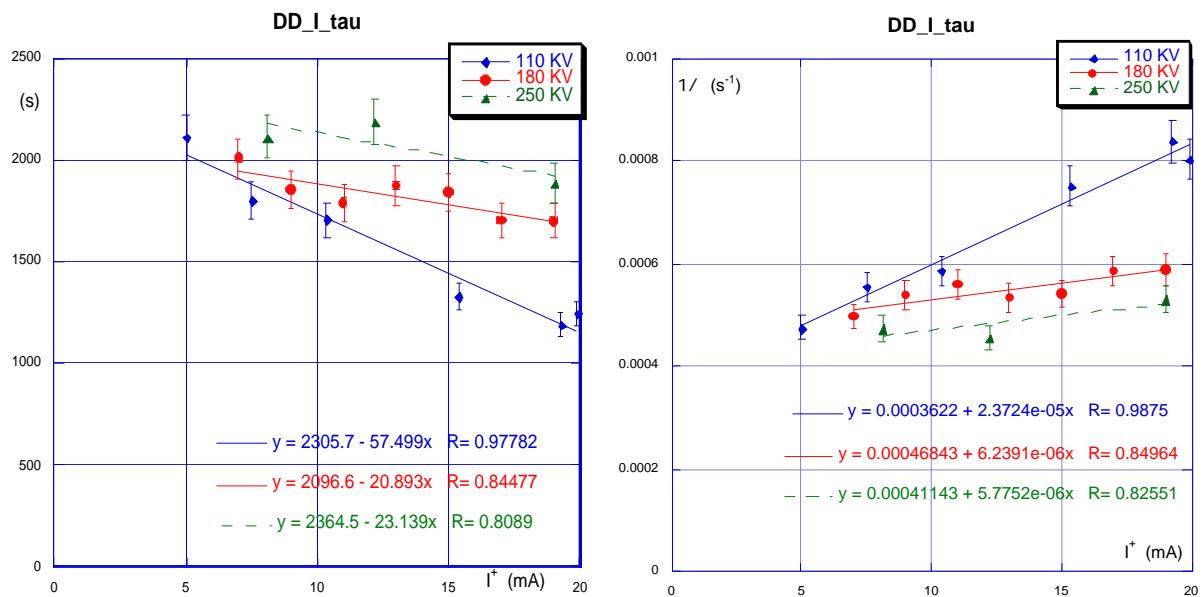 DD_I_tau
2500
(s)
2000
1500
1000
500
0
0
5
10
15
20
I+ (mA)
110 KV
180 KV
250 KV
y = 2305.7 - 57.499x R= 0.97782
y = 2096.6 - 20.893x R= 0.84477
y = 2364.5 - 23.139x R= 0.8089
DD_I_tau
0.001
1/ (s-1)
0.0008
0.0006
0.0004
0.0002
0
0
5
10
15
20
I+ (mA)
110 KV
180 KV
250 KV
y = 0.0003622 + 2.3724e-05x R= 0.9875
y = 0.00046843 + 6.2391e-06x R= 0.84964
y = 0.00041143 + 5.7752e-06x R= 0.82551